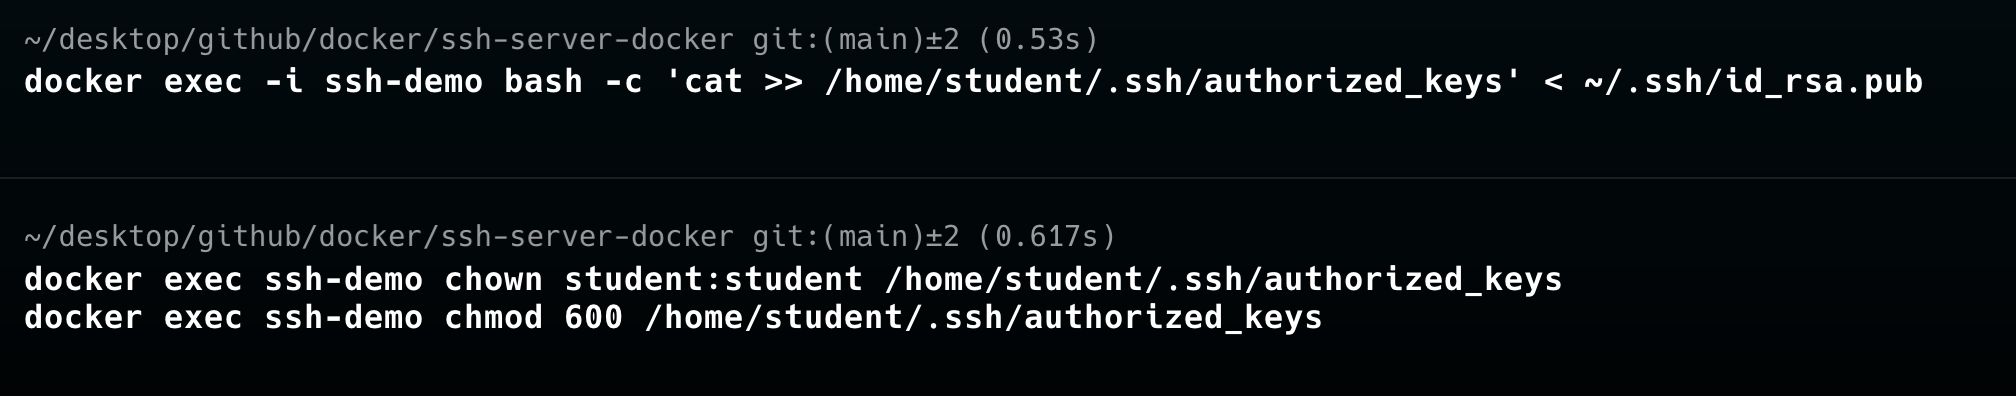 ~/desktop/github/docker/ssh-server-docker git:(main)±2 (0.53s)
docker exec -i ssh-demo bash -c 'cat >> /home/student/.ssh/authorized_keys' < ~/.ssh/id_rsa.pub
~/desktop/github/docker/ssh-server-docker git:(main)±2 (0.617s)
docker exec ssh-demo chown student:student /home/student/.ssh/authorized_keys
docker exec ssh-demo chmod 600 /home/student/.ssh/authorized_keys